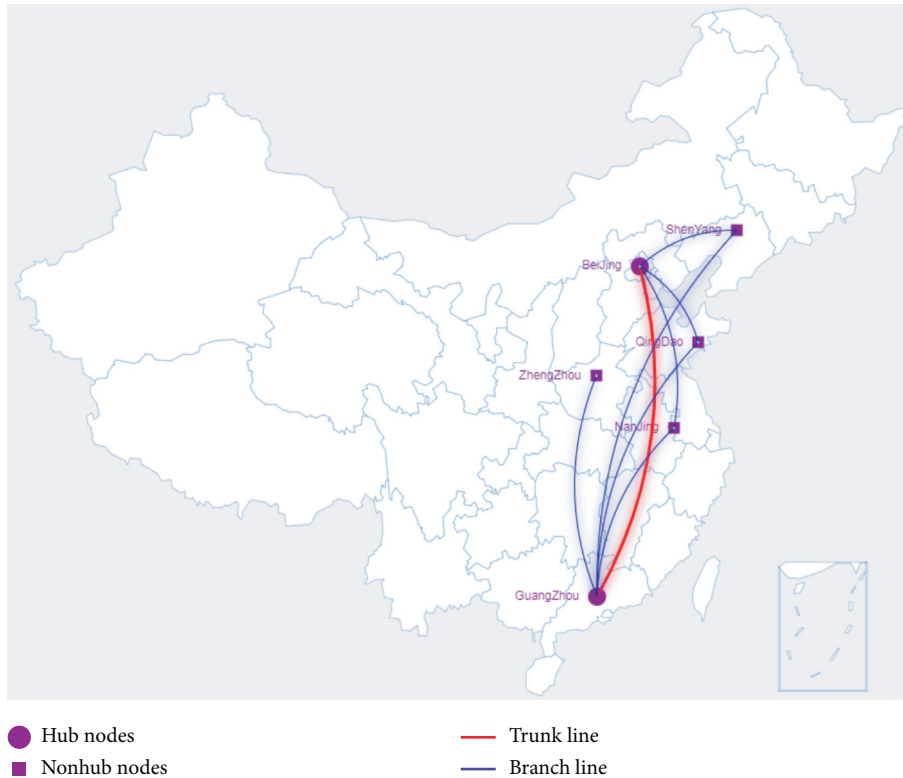 ShenYang
BeiJing
QingDao
ZhengZhou
NanJing
GuangZhou
Hub nodes
Nonhub nodes
Trunk line
Branch line